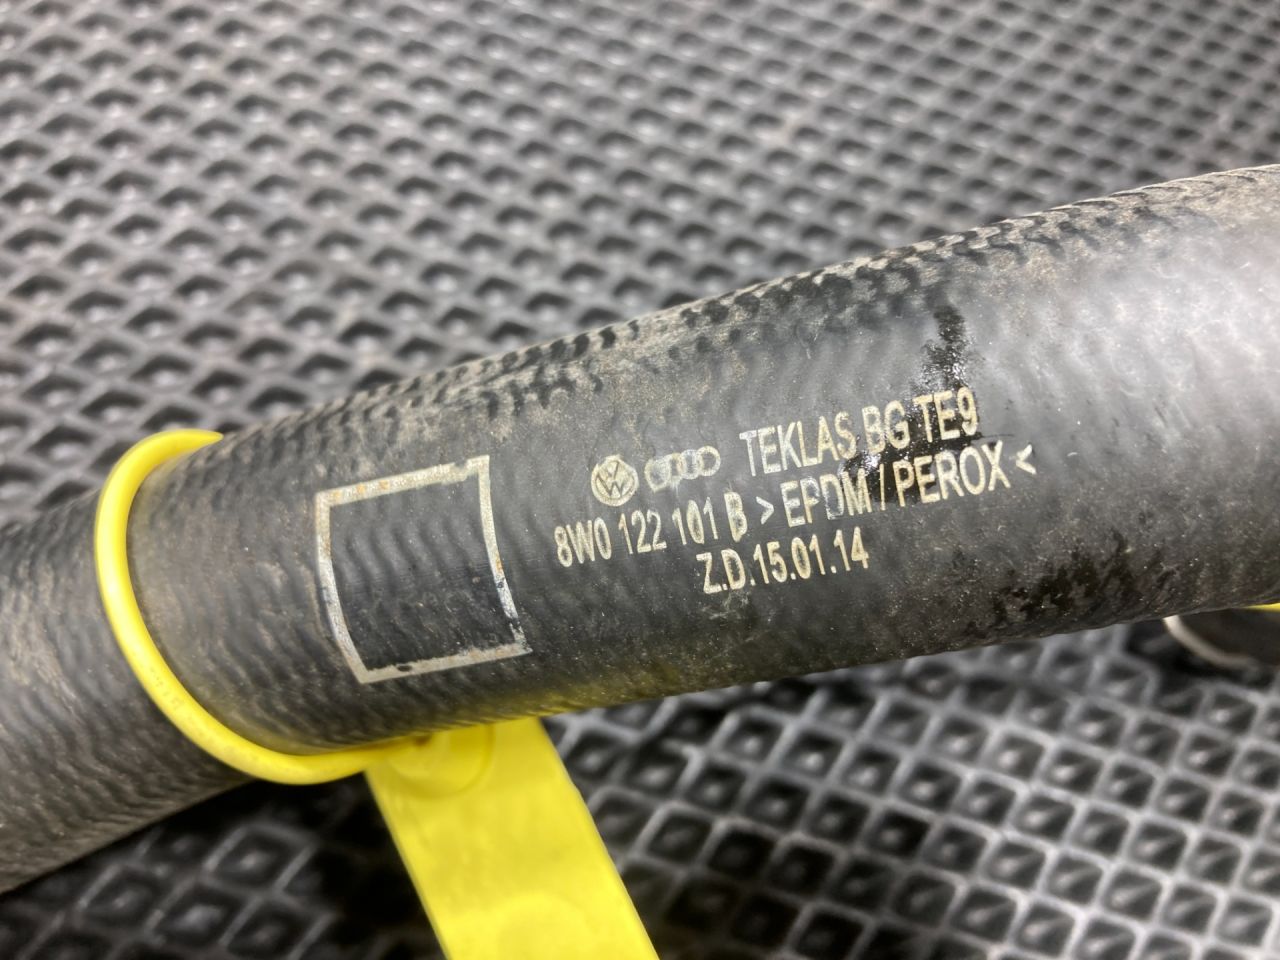 TEKLAS BG TE9
8W0 122 101 B >EPDM / PEROX<
Z.D.15.01.14